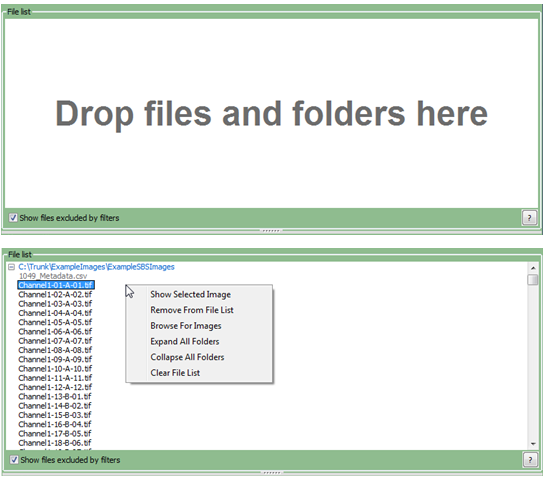 File list
Drop files and folders here
Show files excluded by filters
?
File list
C:\Trunk\ExampleImages\ExampleSBSImages
1049_Metadata.csv
Channel1-01-A-01.tif
Channel1-02-A-02.tif
Channel1-03-A-03.tif
Channel1-04-A-04.tif
Channel1-05-A-05.tif
Channel1-06-A-06.tif
Channel1-07-A-07.tif
Channel1-08-A-08.tif
Channel1-09-A-09.tif
Channel1-10-A-10.tif
Channel1-11-A-11.tif
Channel1-12-A-12.tif
Channel1-13-B-01.tif
Channel1-14-B-02.tif
Channel1-15-B-03.tif
Channel1-16-B-04.tif
Channel1-17-B-05.tif
Channel1-18-B-06.tif
Show Selected Image
Remove From File List
Browse For Images
Expand All Folders
Collapse All Folders
Clear File List
Show files excluded by filters
?